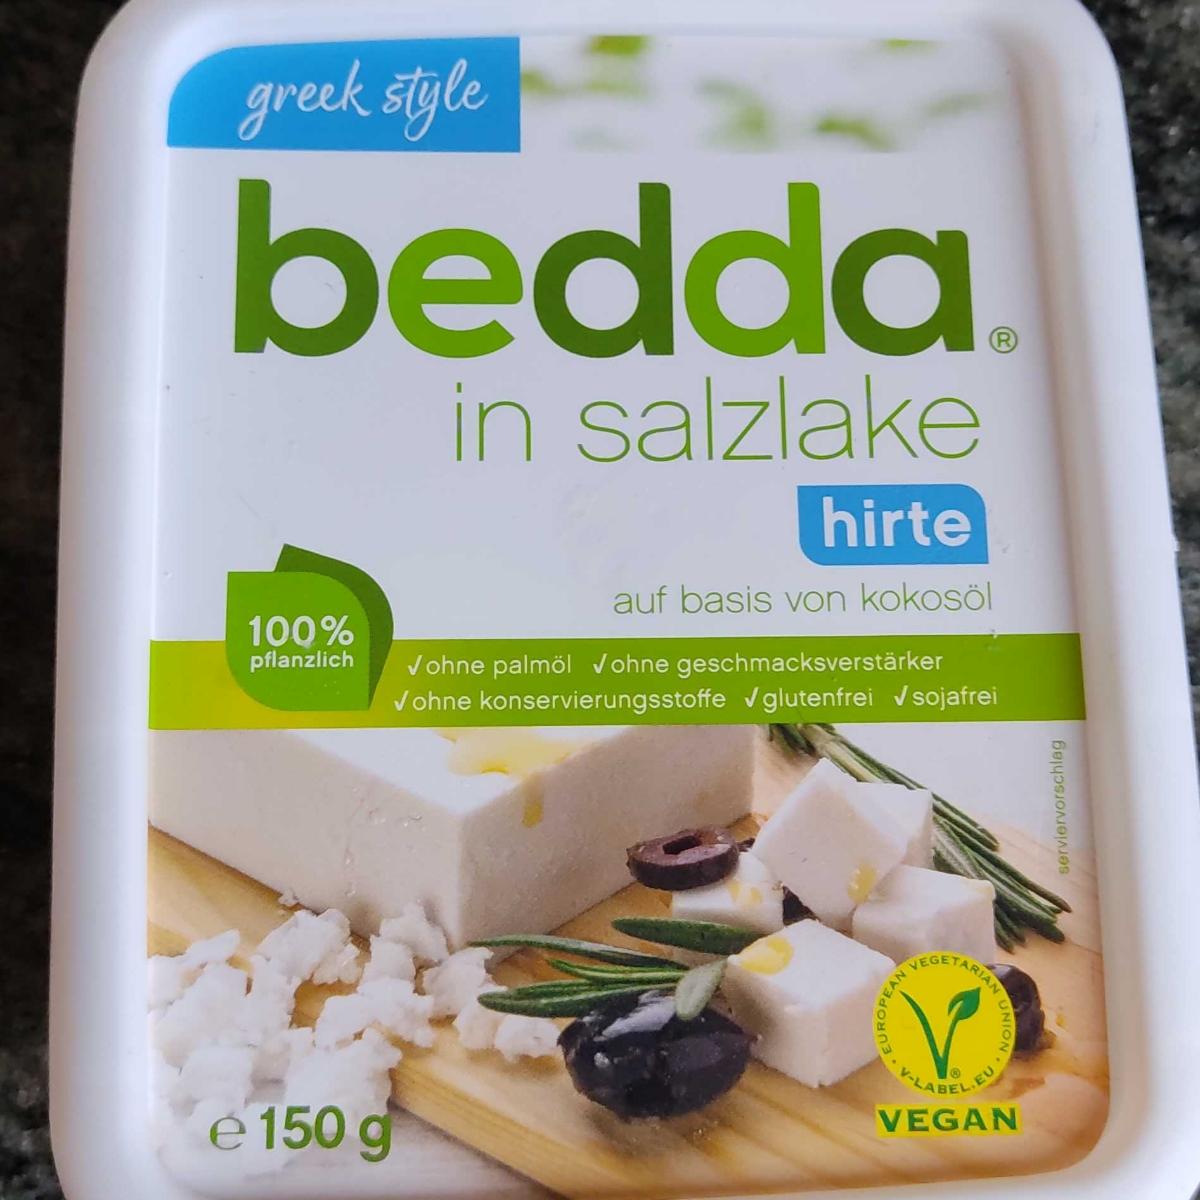 greek style
bedda®
in salzlake
hirte
auf basis von kokosöl
100%
pflanzlich
✓ohne palmöl ✓ohne geschmacksverstärker
✓ohne konservierungsstoffe ✓glutenfrei ✓sojafrei
serviervorschlag
EUROPEAN VEGETARIAN UNION
® 
• V-LABEL.EU •
VEGAN
e 150 g